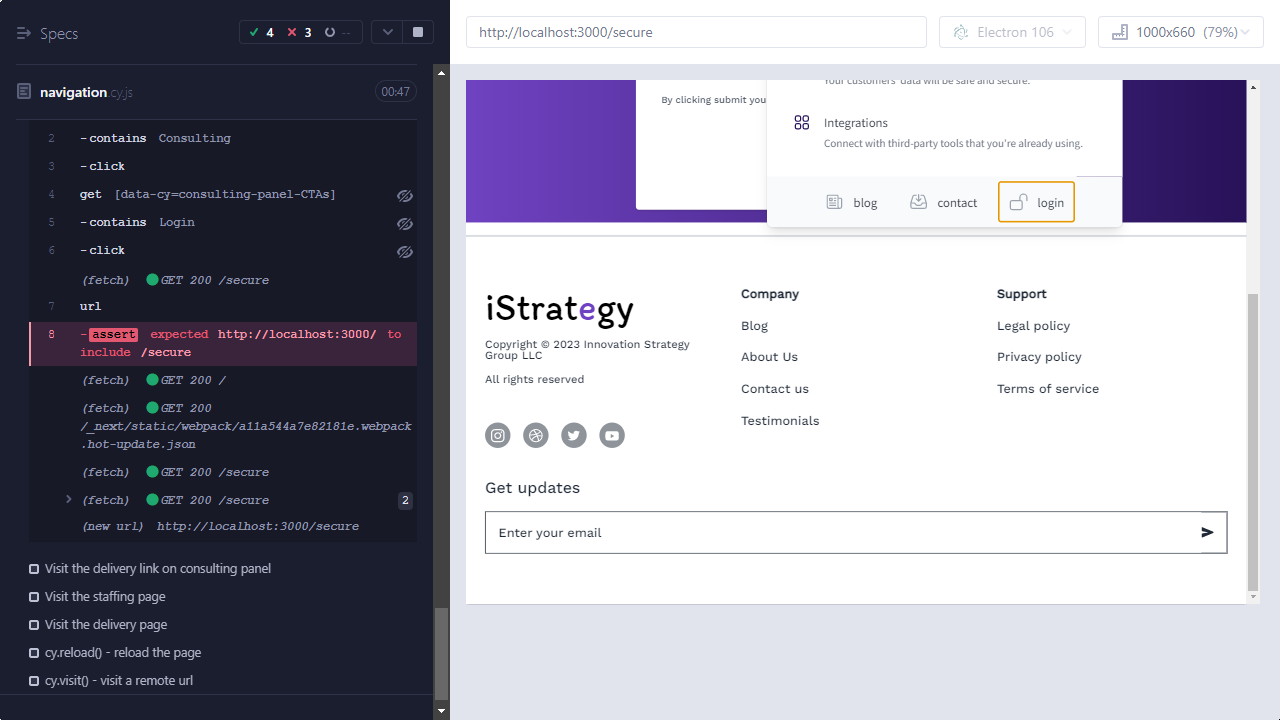 Specs
4
3
--
navigation.cy.js
00:47
2 -contains Consulting
3 -click
4 get [data-cy=consulting-panel-CTAs]
5 -contains Login
6 -click
(fetch) GET 200 /secure
7 url
8 -assert expected http://localhost:3000/ to
include /secure
(fetch) GET 200 /
(fetch) GET 200
/_next/static/webpack/a11a544a7e82181e.webpack
.hot-update.json
(fetch) GET 200 /secure
(fetch) GET 200 /secure 2
(new url) http://localhost:3000/secure
Visit the delivery link on consulting panel
Visit the staffing page
Visit the delivery page
cy.reload() - reload the page
cy.visit() - visit a remote url
http://localhost:3000/secure
Electron 106
1000x660 (79%)
Your customers' data will be safe and secure.
By clicking submit you
Integrations
Connect with third-party tools that you're already using.
blog
contact
login
iStrategy
Copyright © 2023 Innovation Strategy
Group LLC
All rights reserved
Company
Blog
About Us
Contact us
Testimonials
Support
Legal policy
Privacy policy
Terms of service
Get updates
Enter your email